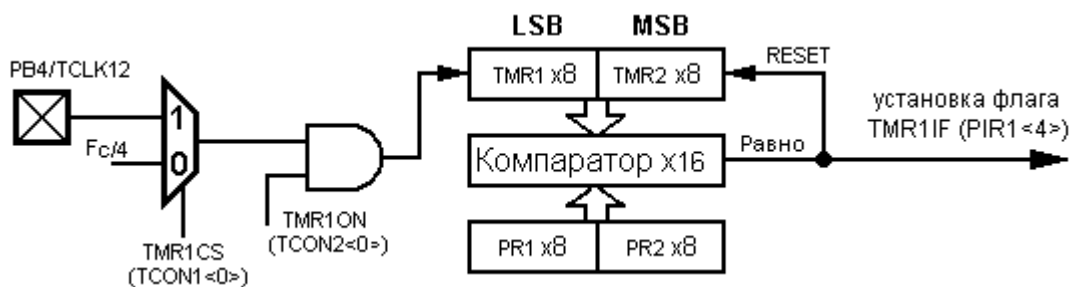 LSB MSB
PB4/TCLK12
TMR1 x8 TMR2 x8
RESET
1
Fc/4
0
установка флага
TMR1IF (PIR1<4>)
Компаратор x16
Равно
TMR1ON
(TCON2<0>)
TMR1CS
(TCON1<0>)
PR1 x8 PR2 x8